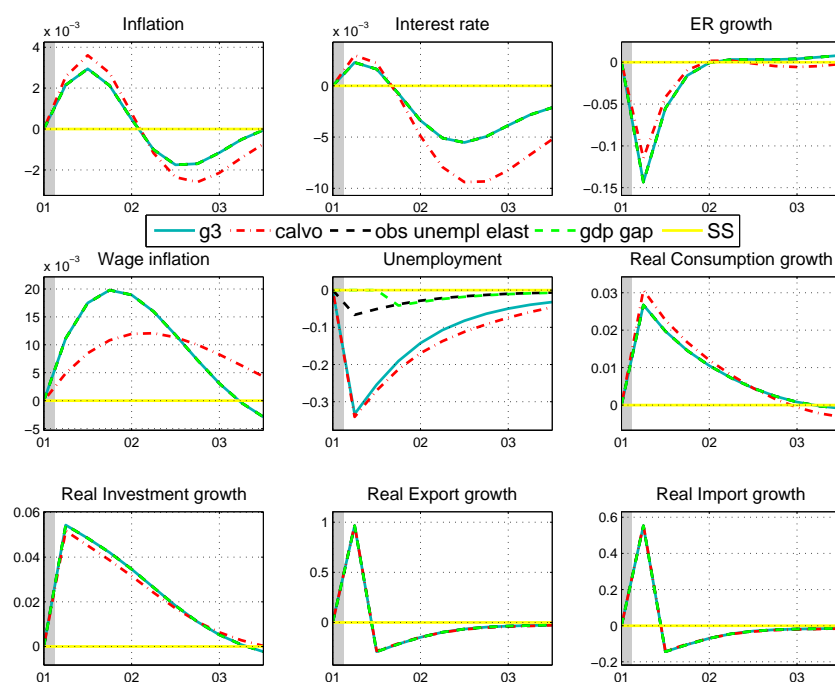 Inflation Interest rate ER growth
x 10⁻³ x 10⁻³
4 5 0
2 0 −0.05
0 −5 −0.1
−2 −10 −0.15
01 02 03 01 02 03 01 02 03
g3 calvo obs unempl elast gdp gap SS
Wage inflation Unemployment Real Consumption growth
x 10⁻³
20 0 0.03
15 −0.1 0.02
10 −0.2 0.01
5 −0.3 0
0
−5
01 02 03 01 02 03 01 02 03
Real Investment growth Real Export growth Real Import growth
0.06 1 0.6
0.04 0.5 0.4
0.02 0 0.2
0 0
−0.2
01 02 03 01 02 03 01 02 03